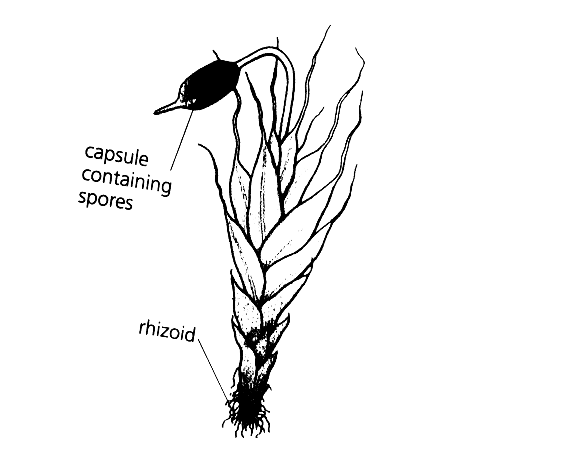 capsule
containing
spores
rhizoid